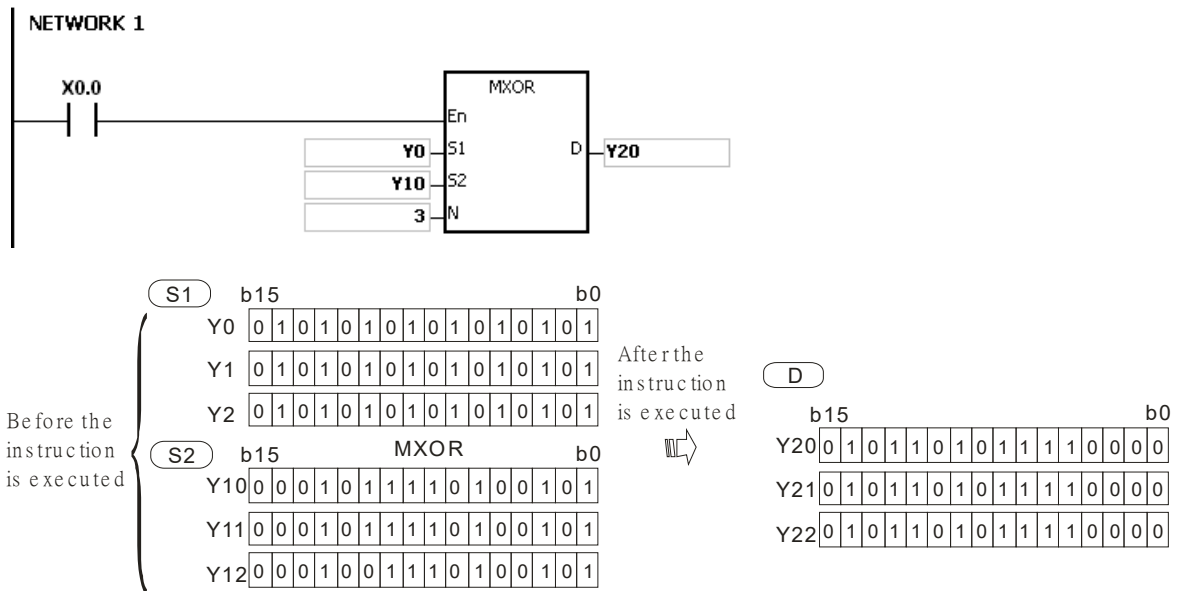 NETWORK 1
X0.0
MXOR
En
Y0 S1 D Y20
Y10 S2
3 N
S1 b15 b0
Y0 0 1 0 1 0 1 0 1 0 1 0 1 0 1 0 1
Y1 0 1 0 1 0 1 0 1 0 1 0 1 0 1 0 1
Y2 0 1 0 1 0 1 0 1 0 1 0 1 0 1 0 1
Before the
instruction
is executed
S2 b15 MXOR b0
Y10 0 0 0 1 0 1 1 1 1 0 1 0 0 1 0 1
Y11 0 0 0 1 0 1 1 1 1 0 1 0 0 1 0 1
Y12 0 0 0 1 0 0 1 1 1 0 1 0 0 1 0 1
After the
instruction
is executed
D
b15 b0
Y20 0 1 0 1 1 0 1 0 1 1 1 1 0 0 0 0
Y21 0 1 0 1 1 0 1 0 1 1 1 1 0 0 0 0
Y22 0 1 0 1 1 0 1 0 1 1 1 1 0 0 0 0